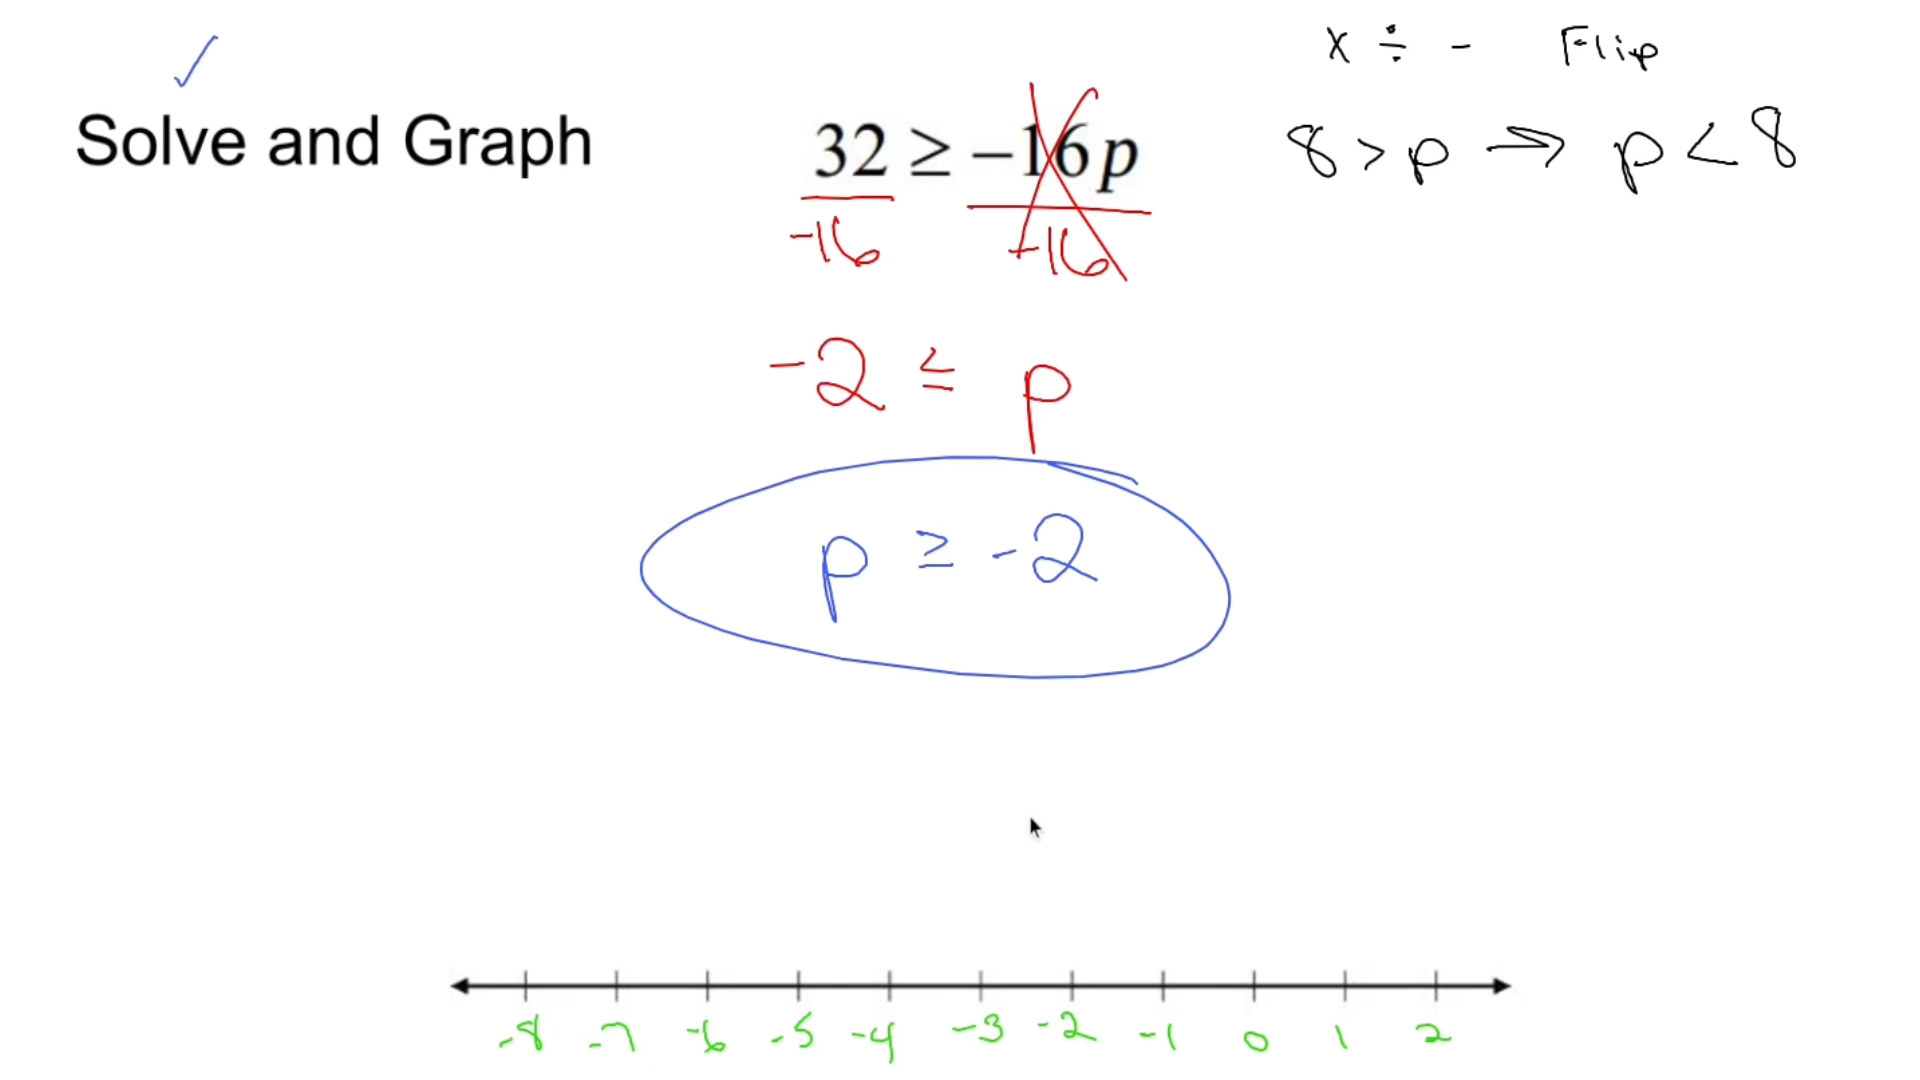 x ÷ - Flip
Solve and Graph
32 ≥ −16p
8 > p ⇒ p < 8
-16 -16
-2 ≤ p
p ≥ -2
-8 -7 -6 -5 -4 -3 -2 -1 0 1 2